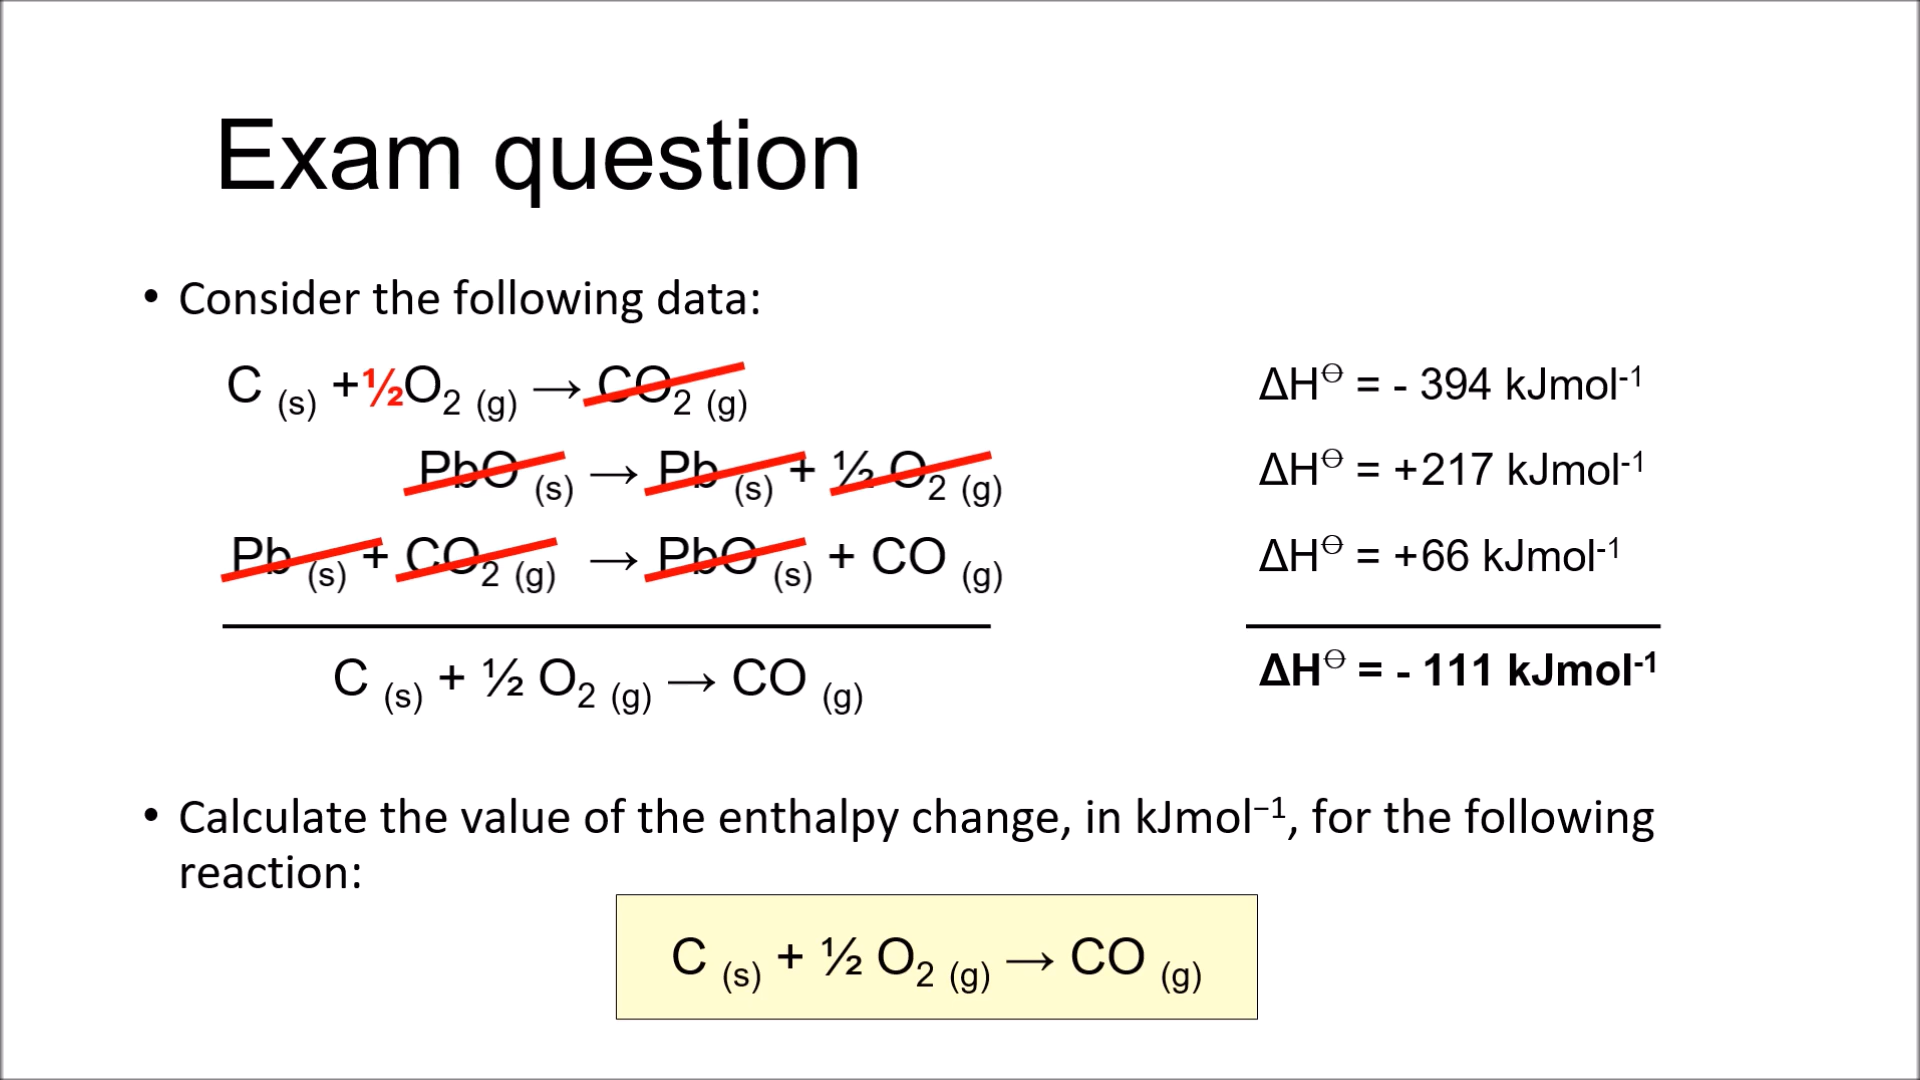 Exam question
• Consider the following data:
C (s) +½O₂ (g) → CO₂ (g) ΔH⊖ = - 394 kJmol⁻¹
PbO (s) → Pb (s) + ½ O₂ (g) ΔH⊖ = +217 kJmol⁻¹
Pb (s) + CO₂ (g) → PbO (s) + CO (g) ΔH⊖ = +66 kJmol⁻¹
C (s) + ½ O₂ (g) → CO (g) ΔH⊖ = - 111 kJmol⁻¹
• Calculate the value of the enthalpy change, in kJmol⁻¹, for the following
reaction:
C (s) + ½ O₂ (g) → CO (g)